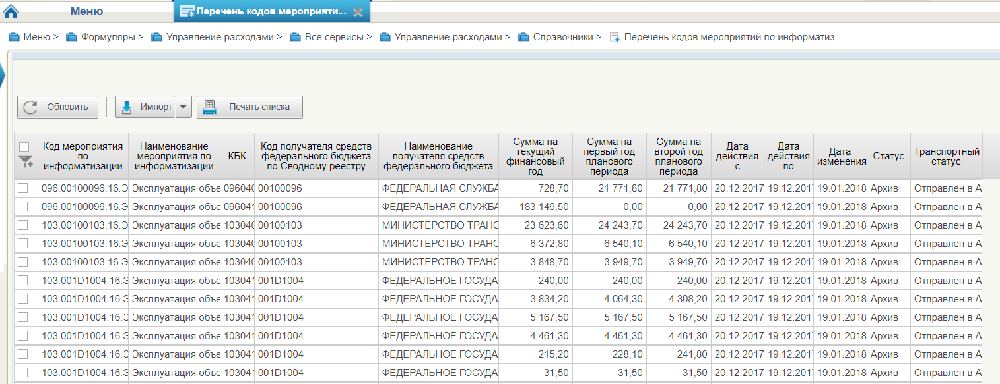 Меню
Перечень кодов мероприяти...
Меню > Формуляры > Управление расходами > Все сервисы > Управление расходами > Справочники > Перечень кодов мероприятий по информатиз...
Обновить Импорт Печать списка
Код мероприятия по информатизации Наименование мероприятия по информатизации КБК Код получателя средств федерального бюджета по Сводному реестру Наименование получателя средств федерального бюджета Сумма на текущий финансовый год Сумма на первый год планового периода Сумма на второй год планового периода Дата действия с Дата действия по Дата изменения Статус Транспортный статус
096.00100096.16.Э Эксплуатация объе 096040 00100096 ФЕДЕРАЛЬНАЯ СЛУЖБА 728,70 21 771,80 21 771,80 20.12.2017 19.12.201 19.01.2018 Архив Отправлен в А
096.00100096.16.Э Эксплуатация объе 096041 00100096 ФЕДЕРАЛЬНАЯ СЛУЖБА 183 146,50 0,00 0,00 20.12.2017 19.12.201 19.01.2018 Архив Отправлен в А
103.00100103.16.Э Эксплуатация объе 103040 00100103 МИНИСТЕРСТВО ТРАНС 23 623,60 24 243,70 24 243,70 20.12.2017 19.12.201 19.01.2018 Архив Отправлен в А
103.00100103.16.Э Эксплуатация объе 103040 00100103 МИНИСТЕРСТВО ТРАНС 6 372,80 6 540,10 6 540,10 20.12.2017 19.12.201 19.01.2018 Архив Отправлен в А
103.00100103.16.Э Эксплуатация объе 103040 00100103 МИНИСТЕРСТВО ТРАНС 3 848,70 3 949,70 3 949,70 20.12.2017 19.12.201 19.01.2018 Архив Отправлен в А
103.001D1004.16.Э Эксплуатация объе 103041 001D1004 ФЕДЕРАЛЬНОЕ ГОСУДА 240,00 240,00 240,00 20.12.2017 19.12.201 19.01.2018 Архив Отправлен в А
103.001D1004.16.Э Эксплуатация объе 103041 001D1004 ФЕДЕРАЛЬНОЕ ГОСУДА 3 834,20 4 064,30 4 308,20 20.12.2017 19.12.201 19.01.2018 Архив Отправлен в А
103.001D1004.16.Э Эксплуатация объе 103041 001D1004 ФЕДЕРАЛЬНОЕ ГОСУДА 5 167,50 5 167,50 5 167,50 20.12.2017 19.12.201 19.01.2018 Архив Отправлен в А
103.001D1004.16.Э Эксплуатация объе 103041 001D1004 ФЕДЕРАЛЬНОЕ ГОСУДА 4 461,30 4 461,30 4 461,30 20.12.2017 19.12.201 19.01.2018 Архив Отправлен в А
103.001D1004.16.Э Эксплуатация объе 103041 001D1004 ФЕДЕРАЛЬНОЕ ГОСУДА 215,20 228,10 241,80 20.12.2017 19.12.201 19.01.2018 Архив Отправлен в А
103.001D1004.16.Э Эксплуатация объе 103041 001D1004 ФЕДЕРАЛЬНОЕ ГОСУДА 31,50 31,50 31,50 20.12.2017 19.12.201 19.01.2018 Архив Отправлен в А